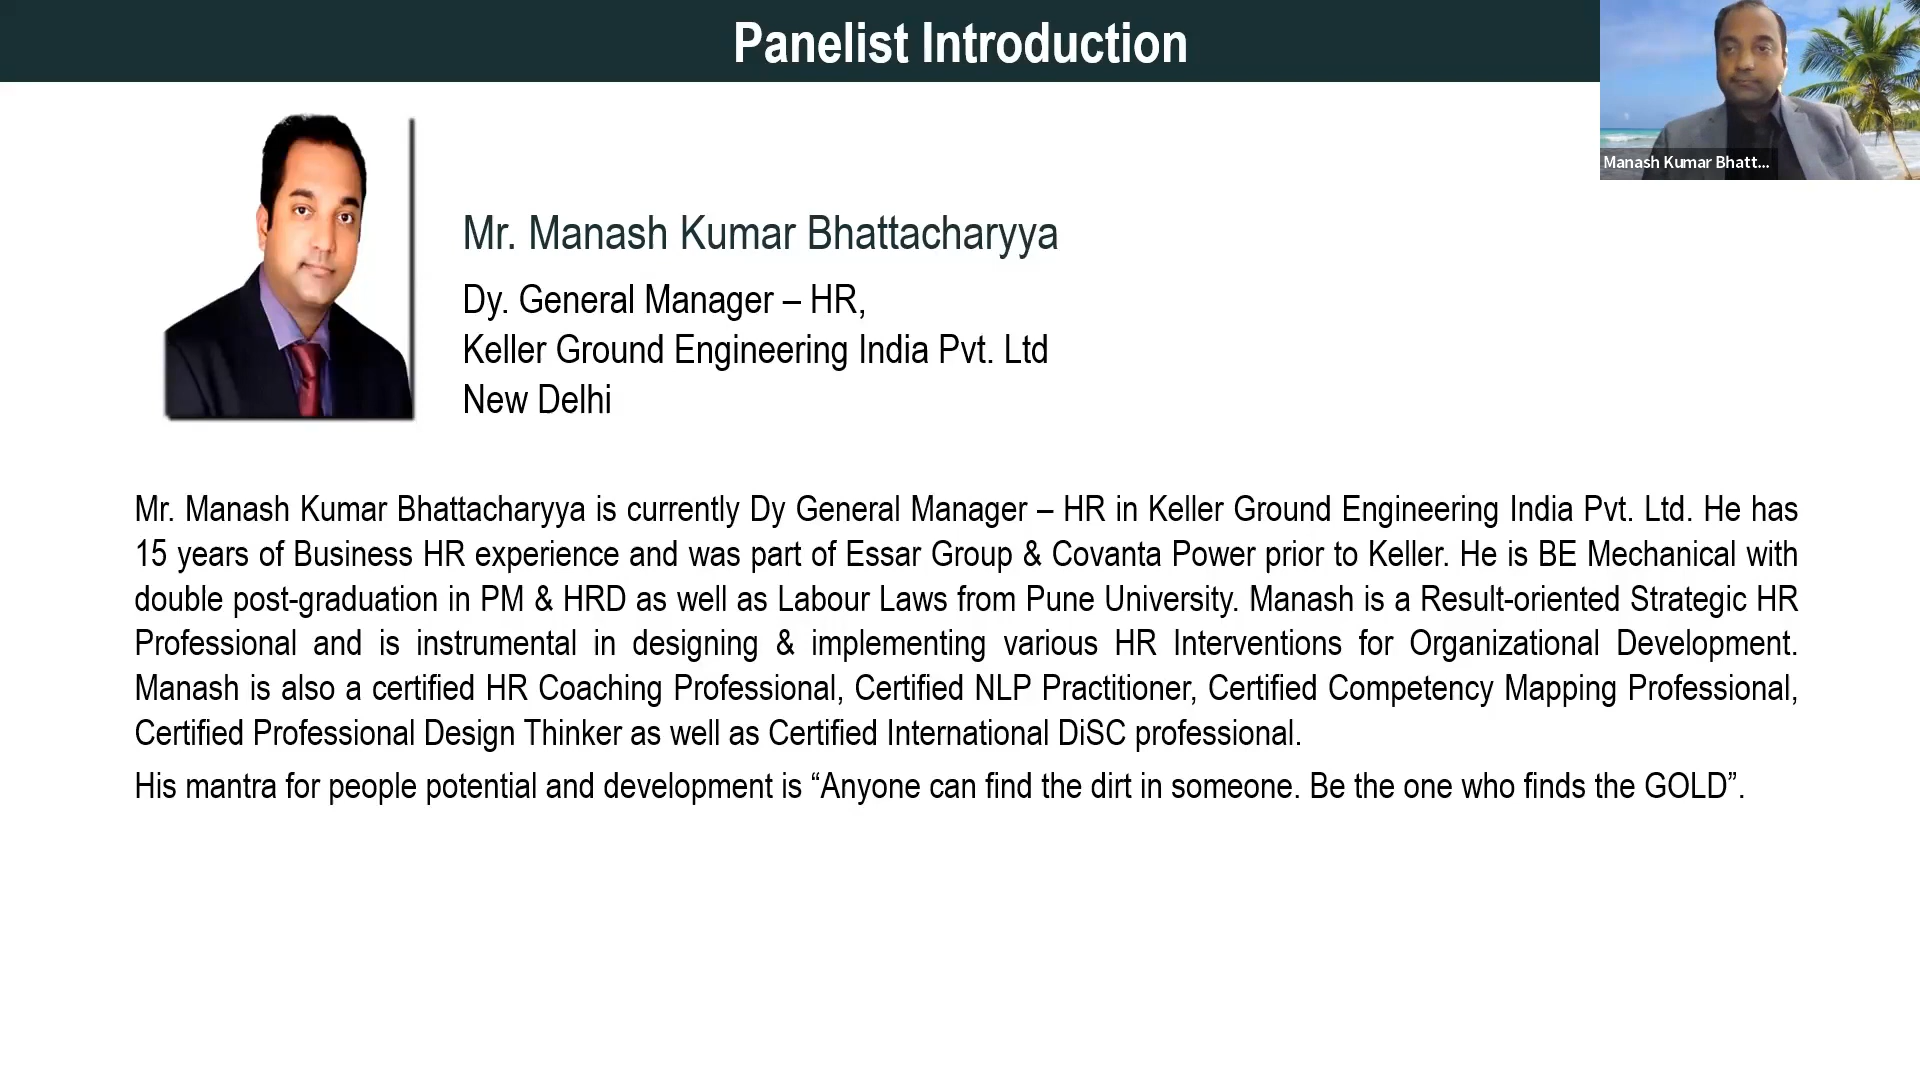 Panelist Introduction
Manash Kumar Bhatt...
Mr. Manash Kumar Bhattacharyya
Dy. General Manager – HR,
Keller Ground Engineering India Pvt. Ltd
New Delhi
Mr. Manash Kumar Bhattacharyya is currently Dy General Manager – HR in Keller Ground Engineering India Pvt. Ltd. He has
15 years of Business HR experience and was part of Essar Group & Covanta Power prior to Keller. He is BE Mechanical with
double post-graduation in PM & HRD as well as Labour Laws from Pune University. Manash is a Result-oriented Strategic HR
Professional and is instrumental in designing & implementing various HR Interventions for Organizational Development.
Manash is also a certified HR Coaching Professional, Certified NLP Practitioner, Certified Competency Mapping Professional,
Certified Professional Design Thinker as well as Certified International DiSC professional.
His mantra for people potential and development is “Anyone can find the dirt in someone. Be the one who finds the GOLD”.